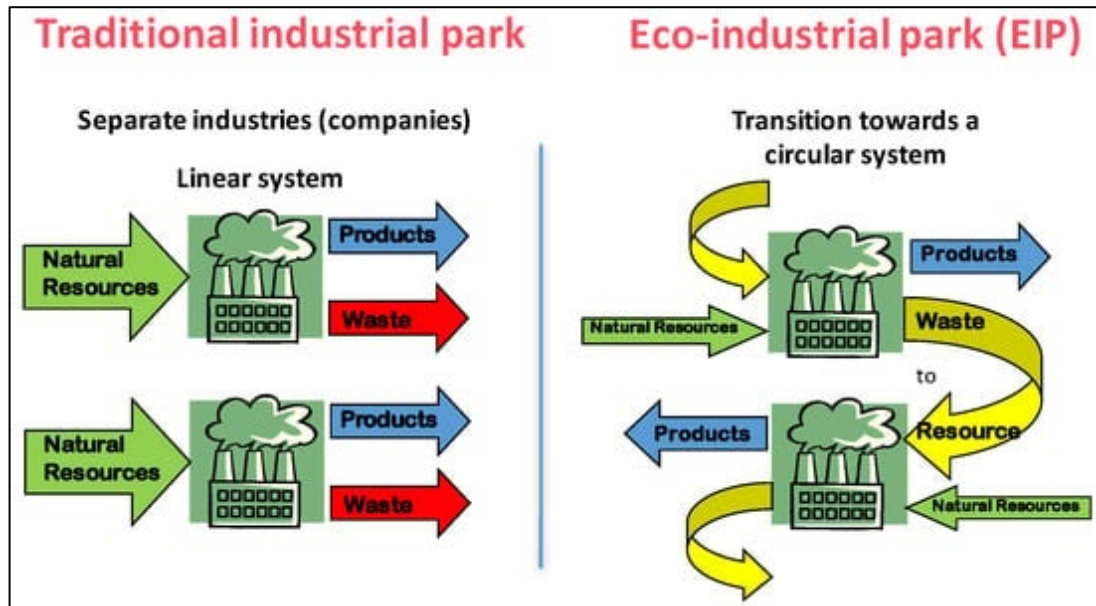 Traditional industrial park
Separate industries (companies)
Linear system
Natural
Resources
Products
Waste
Natural
Resources
Products
Waste
Eco-industrial park (EIP)
Transition towards a
circular system
Products
Natural Resources
Waste
to
Resource
Products
Natural Resources